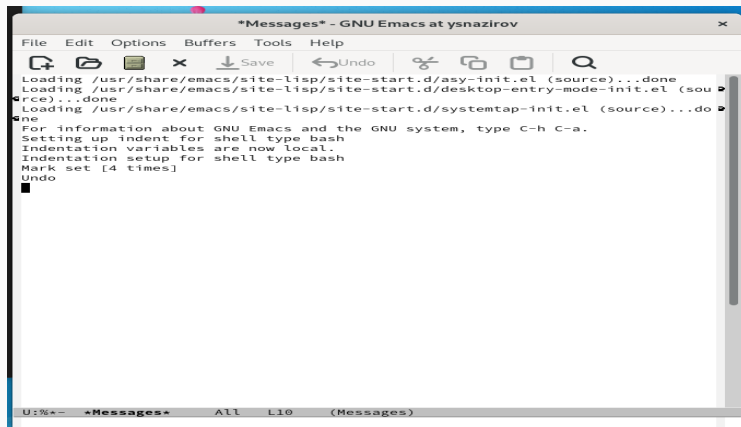 *Messages* - GNU Emacs at ysnazirov
File Edit Options Buffers Tools Help
Save Undo
Loading /usr/share/emacs/site-lisp/site-start.d/asy-init.el (source)...done
Loading /usr/share/emacs/site-lisp/site-start.d/desktop-entry-mode-init.el (sou
rce)...done
Loading /usr/share/emacs/site-lisp/site-start.d/systemtap-init.el (source)...do
ne
For information about GNU Emacs and the GNU system, type C-h C-a.
Setting up indent for shell type bash
Indentation variables are now local.
Indentation setup for shell type bash
Mark set [4 times]
Undo
U:%*- *Messages* All L10 (Messages)